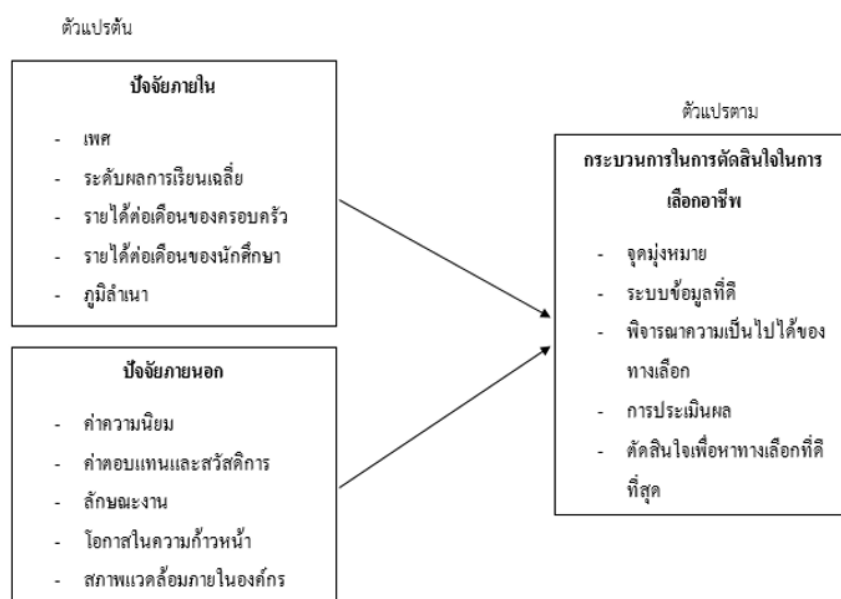 ตัวแปรต้น
ปัจจัยภายใน
- เพศ
- ระดับผลการเรียนเฉลี่ย
- รายได้ต่อเดือนของครอบครัว
- รายได้ต่อเดือนของนักศึกษา
- ภูมิลำเนา
ปัจจัยภายนอก
- ค่าความนิยม
- ค่าตอบแทนและสวัสดิการ
- ลักษณะงาน
- โอกาสในความก้าวหน้า
- สภาพแวดล้อมภายในองค์กร
ตัวแปรตาม
กระบวนการในการตัดสินใจในการ
เลือกอาชีพ
- จุดมุ่งหมาย
- ระบบข้อมูลที่ดี
- พิจารณาความเป็นไปได้ของ
ทางเลือก
- การประเมินผล
- ตัดสินใจเพื่อหาทางเลือกที่ดี
ที่สุด